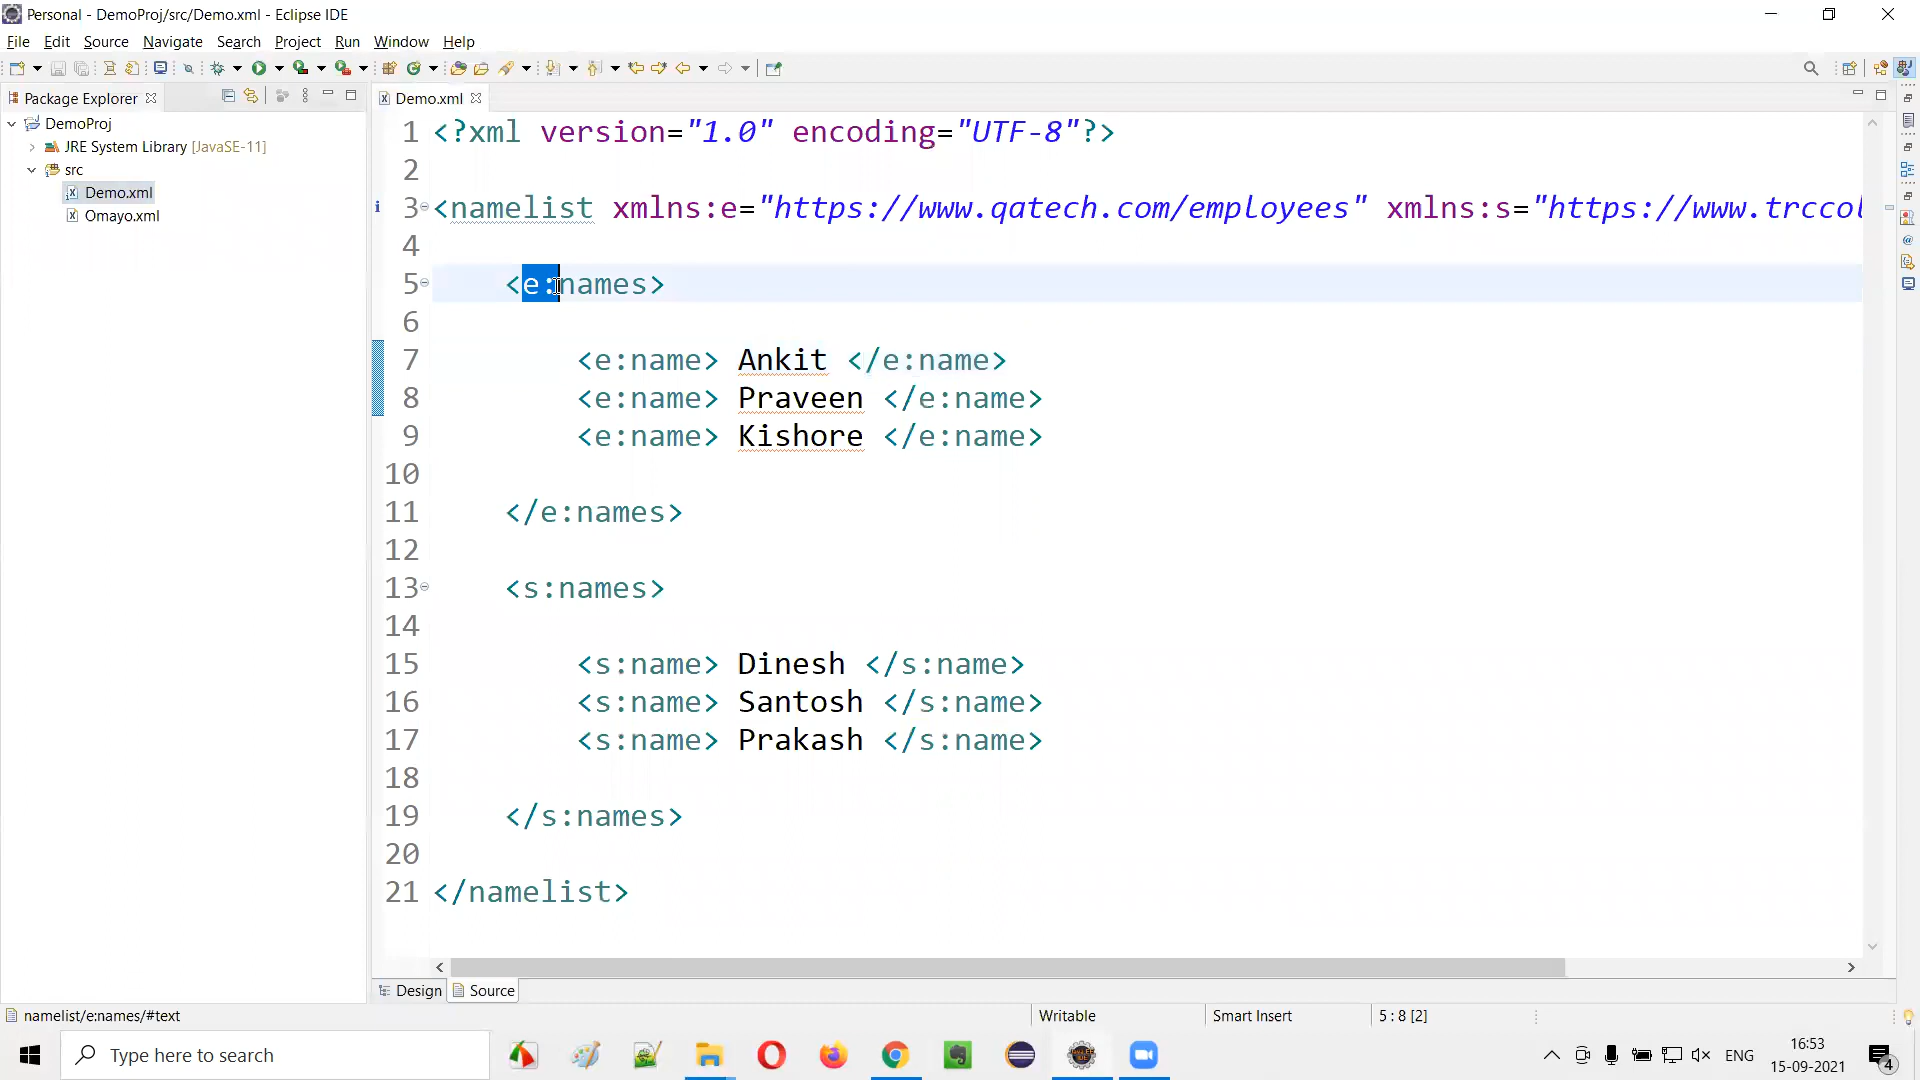 Personal - DemoProj/src/Demo.xml - Eclipse IDE
File Edit Source Navigate Search Project Run Window Help
Package Explorer
Demo.xml
DemoProj
JRE System Library [JavaSE-11]
src
Demo.xml
Omayo.xml
1 <?xml version="1.0" encoding="UTF-8"?>
2
3 <namelist xmlns:e="https://www.qatech.com/employees" xmlns:s="https://www.trccol
4
5 <e:names>
6
7 <e:name> Ankit </e:name>
8 <e:name> Praveen </e:name>
9 <e:name> Kishore </e:name>
10
11 </e:names>
12
13 <s:names>
14
15 <s:name> Dinesh </s:name>
16 <s:name> Santosh </s:name>
17 <s:name> Prakash </s:name>
18
19 </s:names>
20
21 </namelist>
Design Source
namelist/e:names/#text
Writable
Smart Insert
5 : 8 [2]
Type here to search
ENG
16:53
15-09-2021
4